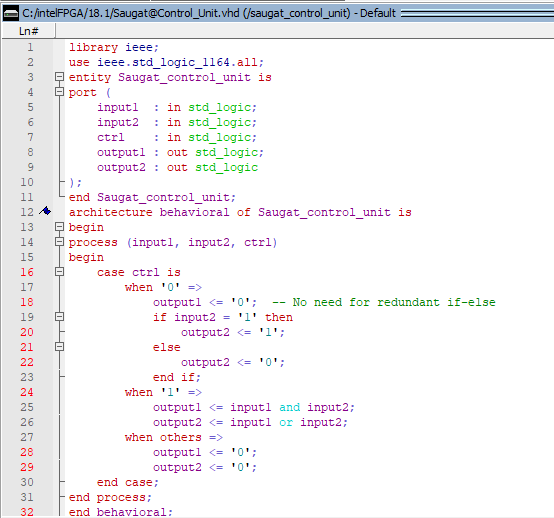 C:/intelFPGA/18.1/Saugat@Control_Unit.vhd (/saugat_control_unit) - Default
Ln#
1 library ieee;
2 use ieee.std_logic_1164.all;
3 entity Saugat_control_unit is
4 port (
5 input1 : in std_logic;
6 input2 : in std_logic;
7 ctrl : in std_logic;
8 output1 : out std_logic;
9 output2 : out std_logic
10 );
11 end Saugat_control_unit;
12 architecture behavioral of Saugat_control_unit is
13 begin
14 process (input1, input2, ctrl)
15 begin
16 case ctrl is
17 when '0' =>
18 output1 <= '0'; -- No need for redundant if-else
19 if input2 = '1' then
20 output2 <= '1';
21 else
22 output2 <= '0';
23 end if;
24 when '1' =>
25 output1 <= input1 and input2;
26 output2 <= input1 or input2;
27 when others =>
28 output1 <= '0';
29 output2 <= '0';
30 end case;
31 end process;
32 end behavioral;